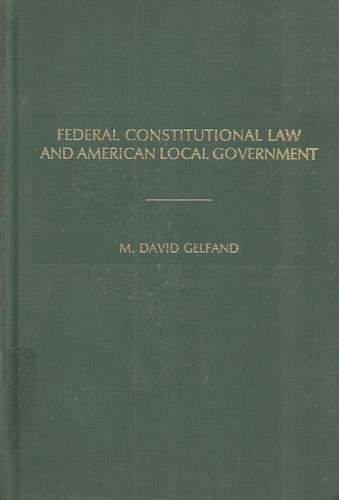 FEDERAL CONSTITUTIONAL LAW
AND AMERICAN LOCAL GOVERNMENT
M. DAVID GELFAND